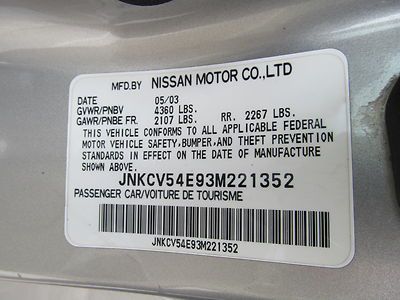 MFD.BY NISSAN MOTOR CO.,LTD
DATE 05/03
GVWR/PNBV 4360 LBS.
GAWR/PNBE FR. 2107 LBS. RR. 2267 LBS.
THIS VEHICLE CONFORMS TO ALL APPLICABLE
FEDERAL MOTOR VEHICLE SAFETY,BUMPER,AND THEFT PREVENTION
STANDARDS IN EFFECT ON THE DATE OF MANUFACTURE
SHOWN ABOVE.
JNKCV54E93M221352
PASSENGER CAR/VOITURE DE TOURISME
JNKCV54E93M221352